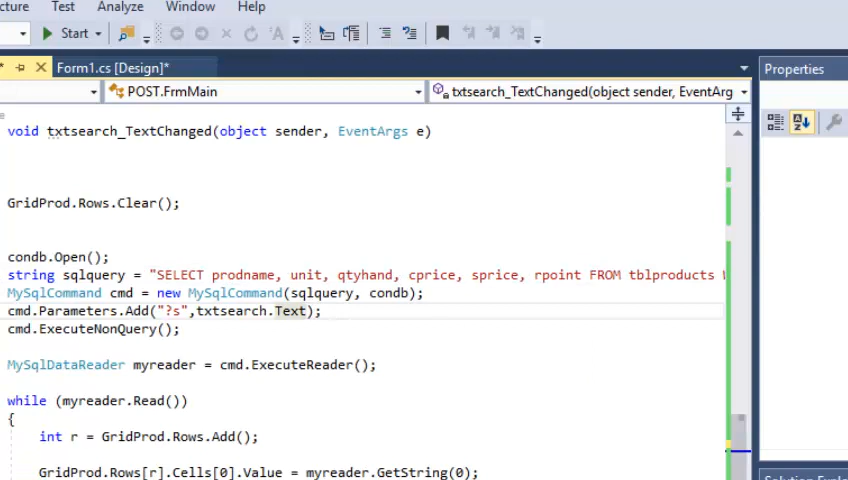 cture Test Analyze Window Help
Start
Form1.cs [Design]*
POST.FrmMain
txtsearch_TextChanged(object sender, EventArg
Properties
void txtsearch_TextChanged(object sender, EventArgs e)
GridProd.Rows.Clear();
condb.Open();
string sqlquery = "SELECT prodname, unit, qtyhand, cprice, sprice, rpoint FROM tblproducts
MySqlCommand cmd = new MySqlCommand(sqlquery, condb);
cmd.Parameters.Add("?s",txtsearch.Text);
cmd.ExecuteNonQuery();
MySqlDataReader myreader = cmd.ExecuteReader();
while (myreader.Read())
{
int r = GridProd.Rows.Add();
GridProd.Rows[r].Cells[0].Value = myreader.GetString(0);